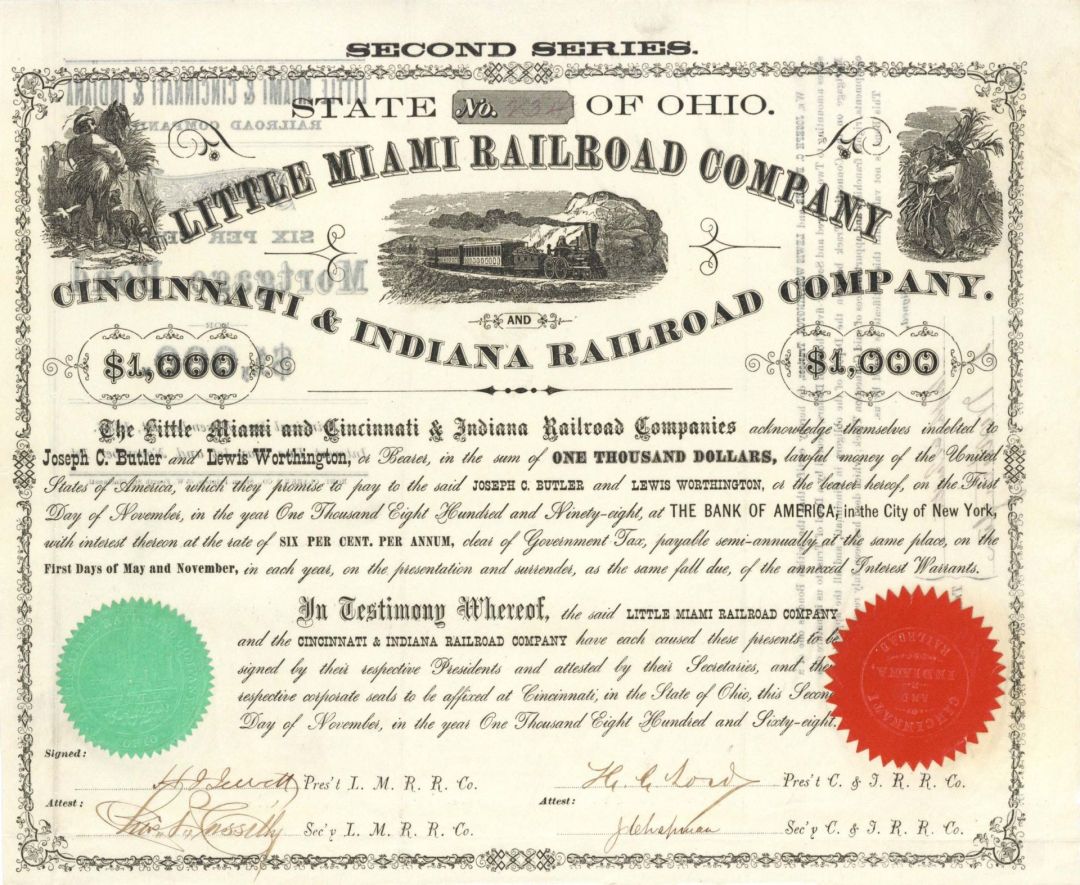 SECOND SERIES.
STATE No. OF OHIO.
LITTLE MIAMI RAILROAD COMPANY
AND
CINCINNATI & INDIANA RAILROAD COMPANY.
$1,000 $1,000
The Little Miami and Cincinnati & Indiana Railroad Companies acknowledge themselves indebted to
Joseph C. Butler and Lewis Worthington, or Bearer, in the sum of ONE THOUSAND DOLLARS, lawful money of the United
States of America, which they promise to pay to the said JOSEPH C. BUTLER and LEWIS WORTHINGTON, or the bearer hereof, on the First
Day of November, in the year One Thousand Eight Hundred and Ninety-eight, at THE BANK OF AMERICA, in the City of New York,
with interest thereon at the rate of SIX PER CENT. PER ANNUM, clear of Government Tax, payable semi-annually at the same place, on the
First Days of May and November, in each year, on the presentation and surrender, as the same fall due, of the annexed Interest Warrants.
In Testimony Whereof, the said LITTLE MIAMI RAILROAD COMPANY
and the CINCINNATI & INDIANA RAILROAD COMPANY have each caused these presents to be
signed by their respective Presidents and attested by their Secretaries, and their
respective corporate seals to be affixed at Cincinnati, in the State of Ohio, this Second
Day of November, in the year One Thousand Eight Hundred and Sixty-eight.
Signed:
H J Jewett Pres't L. M. R. R. Co. H. C. Lord Pres't C. & I. R. R. Co.
Attest: Attest:
Sec'y L. M. R. R. Co. J Chapman Sec'y C. & I. R. R. Co.
CINCINNATI AND INDIANA RAILROAD.